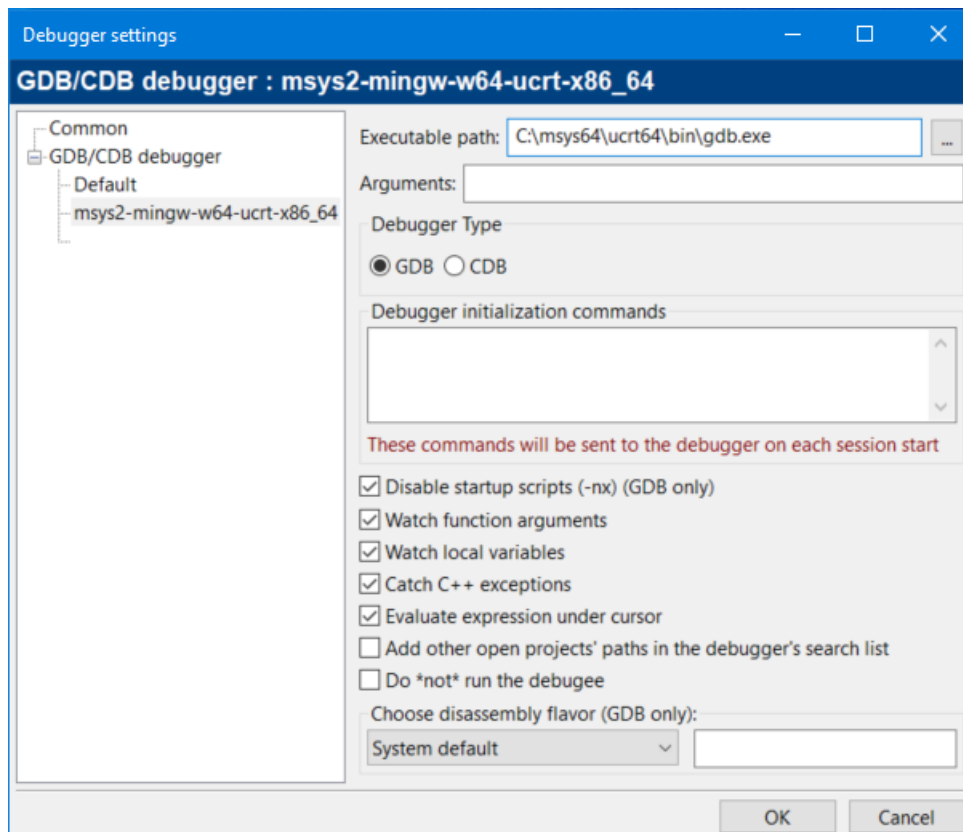 Debugger settings
GDB/CDB debugger : msys2-mingw-w64-ucrt-x86_64
Common
GDB/CDB debugger
Default
msys2-mingw-w64-ucrt-x86_64
Executable path: C:\msys64\ucrt64\bin\gdb.exe ...
Arguments:
Debugger Type
GDB CDB
Debugger initialization commands
These commands will be sent to the debugger on each session start
Disable startup scripts (-nx) (GDB only)
Watch function arguments
Watch local variables
Catch C++ exceptions
Evaluate expression under cursor
Add other open projects' paths in the debugger's search list
Do *not* run the debugee
Choose disassembly flavor (GDB only):
System default
OK Cancel